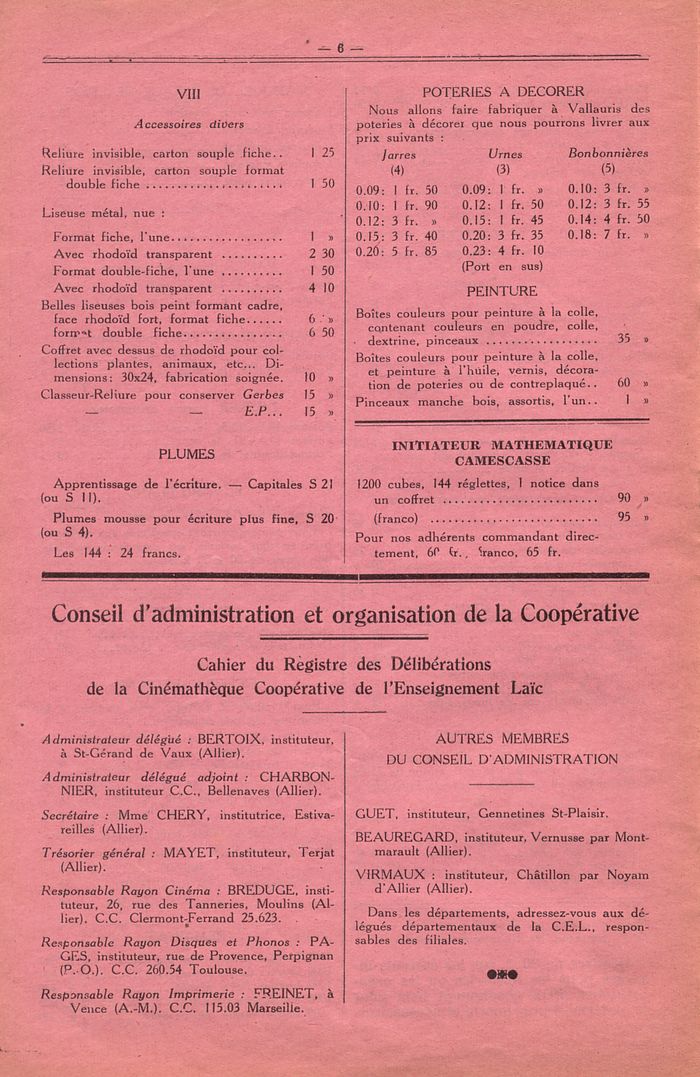 — 6 —
VIII
Accessoires divers
Reliure invisible, carton souple fiche.. 1 25
Reliure invisible, carton souple format
double fiche ...................... 1 50
Liseuse métal, nue :
Format fiche, l'une.................. 1 »
Avec rhodoïd transparent .......... 2 30
Format double-fiche, l'une .......... 1 50
Avec rhodoïd transparent .......... 4 10
Belles liseuses bois peint formant cadre,
face rhodoïd fort, format fiche...... 6 »
format double fiche................ 6 50
Coffret avec dessus de rhodoïd pour col-
lections plantes, animaux, etc... Di-
mensions: 30x24, fabrication soignée. 10 »
Classeur-Reliure pour conserver Gerbes 15 »
— — E.P... 15 »
PLUMES
Apprentissage de l'écriture. — Capitales S 21
(ou S 11).
Plumes mousse pour écriture plus fine, S 20
(ou S 4).
Les 144 : 24 francs.
POTERIES A DECORER
Nous allons faire fabriquer à Vallauris des
poteries à décorer que nous pourrons livrer aux
prix suivants :
Jarres Urnes Bonbonnières
(4) (3) (5)
0.09: 1 fr. 50 0.09: 1 fr. » 0.10: 3 fr. »
0.10: 1 fr. 90 0.12: 1 fr. 50 0.12: 3 fr. 55
0.12: 3 fr. » 0.15: 1 fr. 45 0.14: 4 fr. 50
0.15: 3 fr. 40 0.20: 3 fr. 35 0.18: 7 fr. »
0.20: 5 fr. 85 0.23: 4 fr. 10
(Port en sus)
PEINTURE
Boîtes couleurs pour peinture à la colle,
contenant couleurs en poudre, colle,
dextrine, pinceaux .................. 35 »
Boîtes couleurs pour peinture à la colle,
et peinture à l'huile, vernis, décora-
tion de poteries ou de contreplaqué.. 60 »
Pinceaux manche bois, assortis, l'un.. 1 »
INITIATEUR MATHEMATIQUE
CAMESCASSE
1200 cubes, 144 réglettes, 1 notice dans
un coffret ......................... 90 »
(franco) ........................... 95 »
Pour nos adhérents commandant direc-
tement, 60 fr., franco, 65 fr.
Conseil d'administration et organisation de la Coopérative
Cahier du Règistre des Délibérations
de la Cinémathèque Coopérative de l'Enseignement Laïc
Administrateur délégué : BERTOIX, instituteur,
à St-Gérand de Vaux (Allier).
Administrateur délégué adjoint : CHARBON-
NIER, instituteur C.C., Bellenaves (Allier).
Secrétaire : Mme CHERY, institutrice, Estiva-
reilles (Allier).
Trésorier général : MAYET, instituteur, Terjat
(Allier).
Responsable Rayon Cinéma : BREDUGE, insti-
tuteur, 26, rue des Tanneries, Moulins (Al-
lier). C.C. Clermont-Ferrand 25.623.
Responsable Rayon Disques et Phonos : PA-
GES, instituteur, rue de Provence, Perpignan
(P.-O.). C.C. 260.54 Toulouse.
Responsable Rayon Imprimerie : FREINET, à
Vence (A.-M.). C.C. 115.03 Marseille.
AUTRES MEMBRES
DU CONSEIL D'ADMINISTRATION
GUET, instituteur, Gennetines St-Plaisir.
BEAUREGARD, instituteur, Vernusse par Mont-
marault (Allier).
VIRMAUX : instituteur, Châtillon par Noyam
d'Allier (Allier).
Dans les départements, adressez-vous aux dé-
légués départementaux de la C.E.L., respon-
sables des filiales.